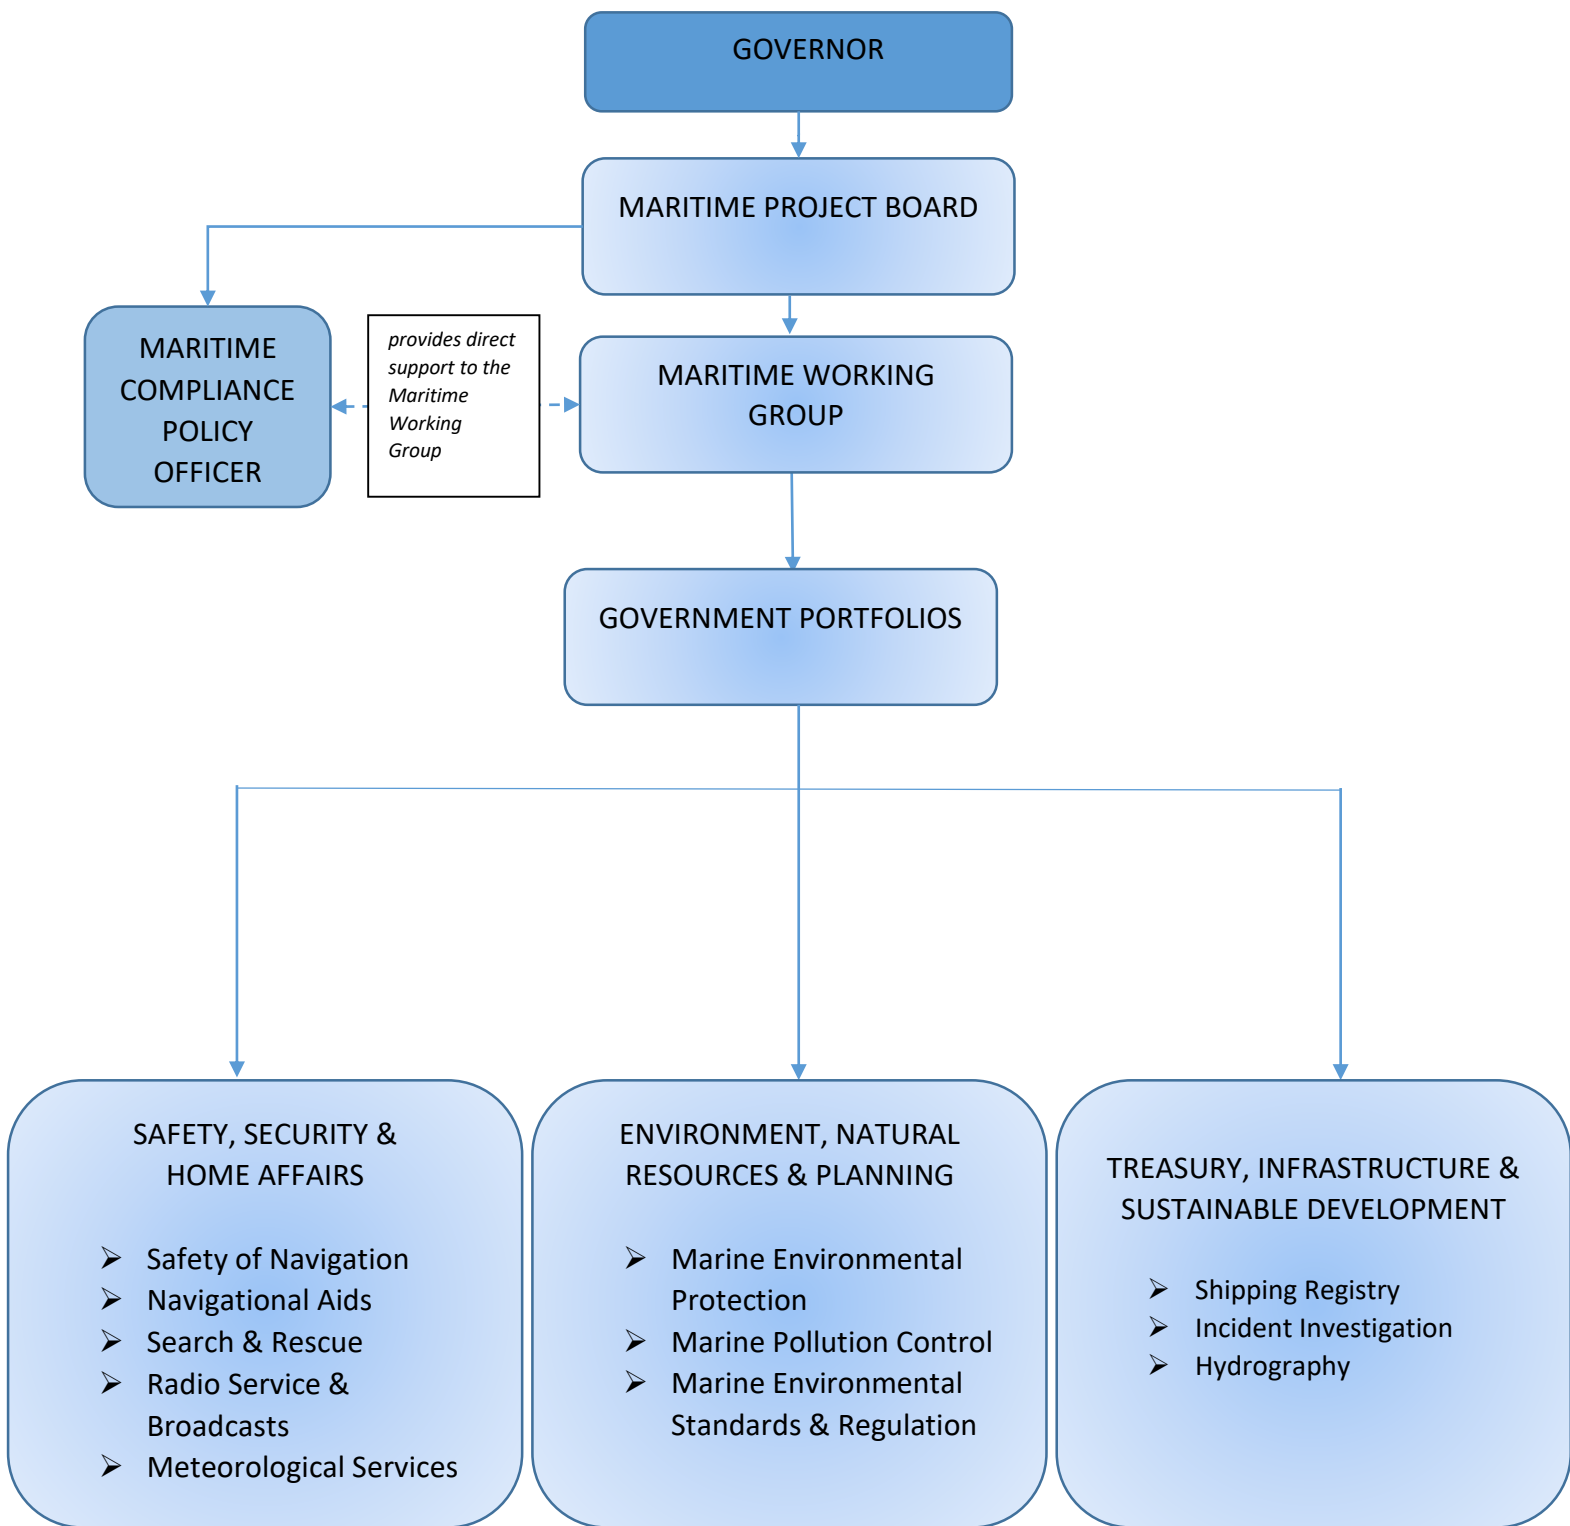 GOVERNOR
MARITIME PROJECT BOARD
MARITIME
COMPLIANCE
POLICY
OFFICER
provides direct
support to the
Maritime
Working
Group
MARITIME WORKING
GROUP
GOVERNMENT PORTFOLIOS
SAFETY, SECURITY &
HOME AFFAIRS
➢ Safety of Navigation
➢ Navigational Aids
➢ Search & Rescue
➢ Radio Service &
Broadcasts
➢ Meteorological Services
ENVIRONMENT, NATURAL
RESOURCES & PLANNING
➢ Marine Environmental
Protection
➢ Marine Pollution Control
➢ Marine Environmental
Standards & Regulation
TREASURY, INFRASTRUCTURE &
SUSTAINABLE DEVELOPMENT
➢ Shipping Registry
➢ Incident Investigation
➢ Hydrography